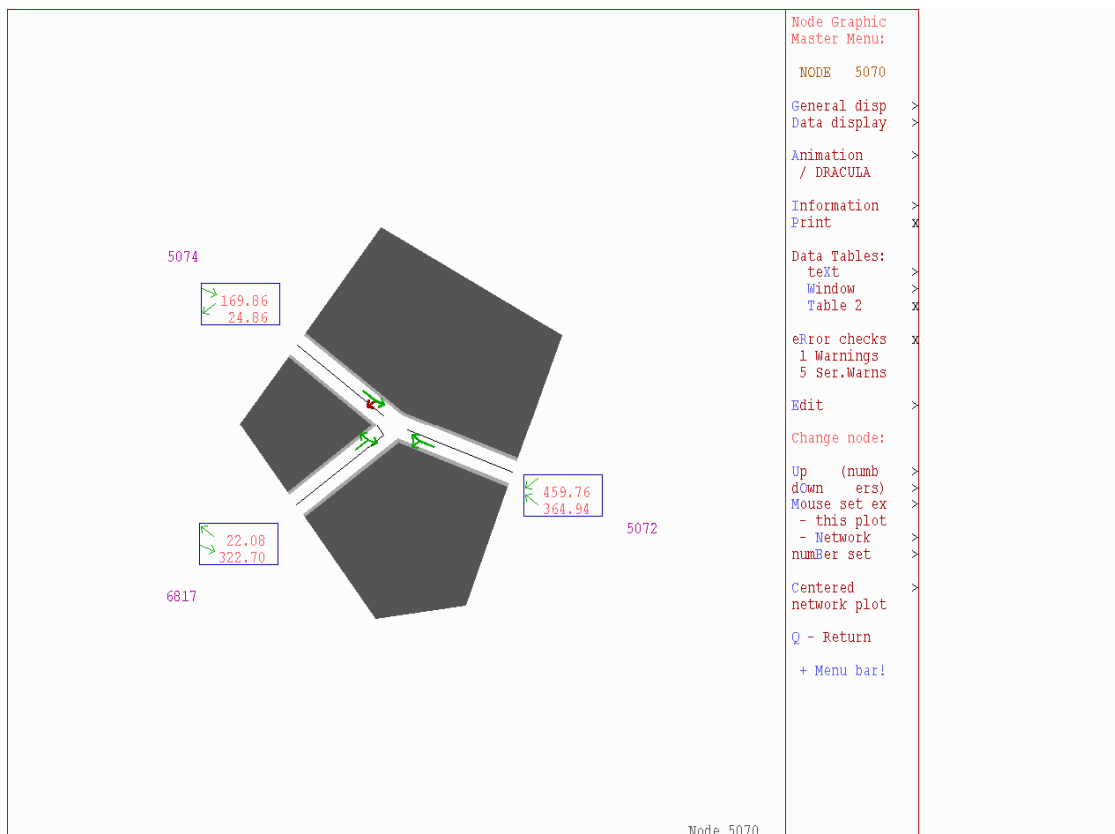 Node Graphic
Master Menu:
NODE 5070
General disp >
Data display >
Animation >
/ DRACULA
Information >
Print x
Data Tables:
teXt >
Window >
Table 2 x
eRror checks x
1 Warnings
5 Ser.Warns
Edit >
Change node:
Up (numb >
dOwn ers) >
Mouse set ex >
- this plot
- Network >
numBer set >
Centered >
network plot
Q - Return
+ Menu bar!
5074
169.86
24.86
459.76
364.94
5072
22.08
322.70
6817
Node 5070